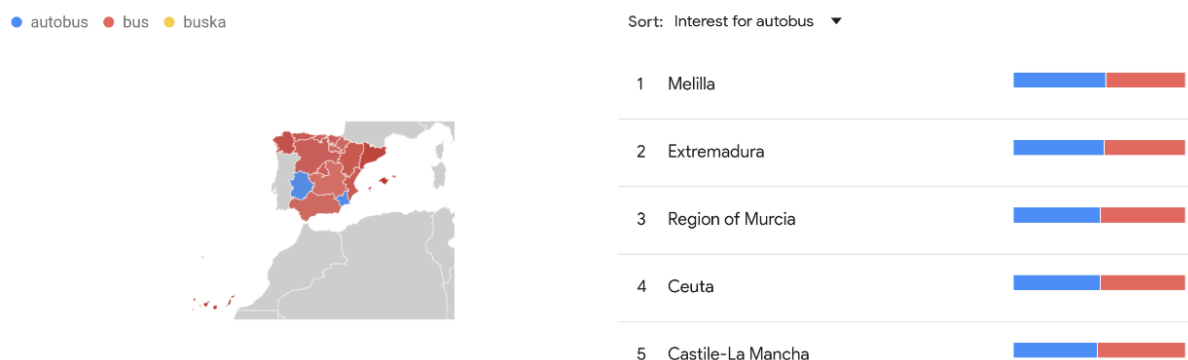 autobus bus buska
Sort: Interest for autobus
1 Melilla
2 Extremadura
3 Region of Murcia
4 Ceuta
5 Castile-La Mancha